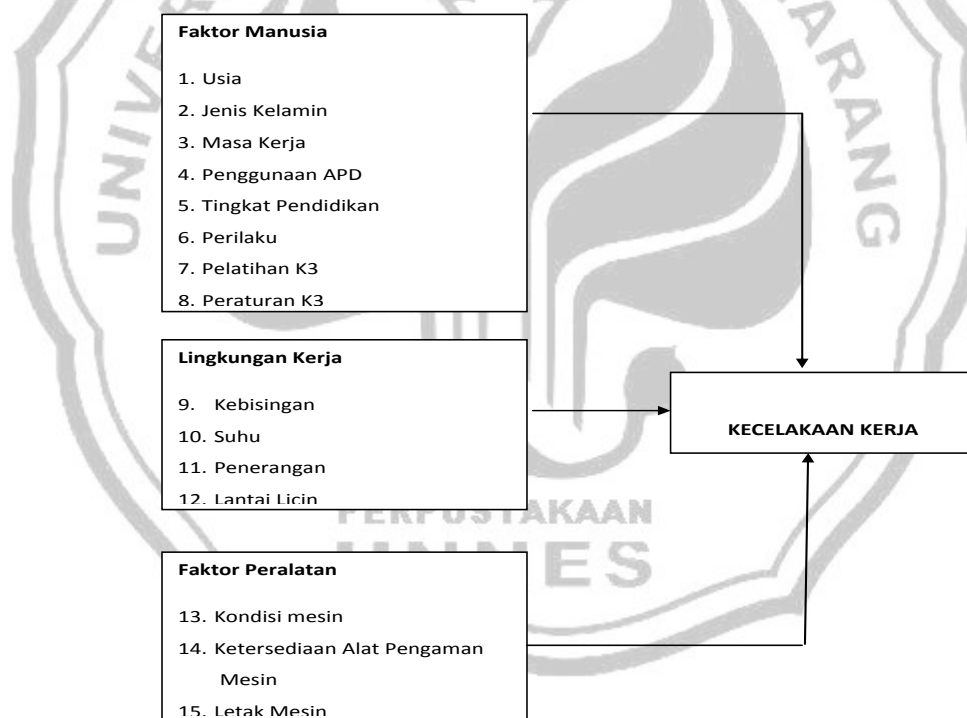 Faktor Manusia
1. Usia
2. Jenis Kelamin
3. Masa Kerja
4. Penggunaan APD
5. Tingkat Pendidikan
6. Perilaku
7. Pelatihan K3
8. Peraturan K3
Lingkungan Kerja
9. Kebisingan
10. Suhu
11. Penerangan
12. Lantai Licin
KECELAKAAN KERJA
PERPUSTAKAAN
UNNES
Faktor Peralatan
13. Kondisi mesin
14. Ketersediaan Alat Pengaman
Mesin
15. Letak Mesin